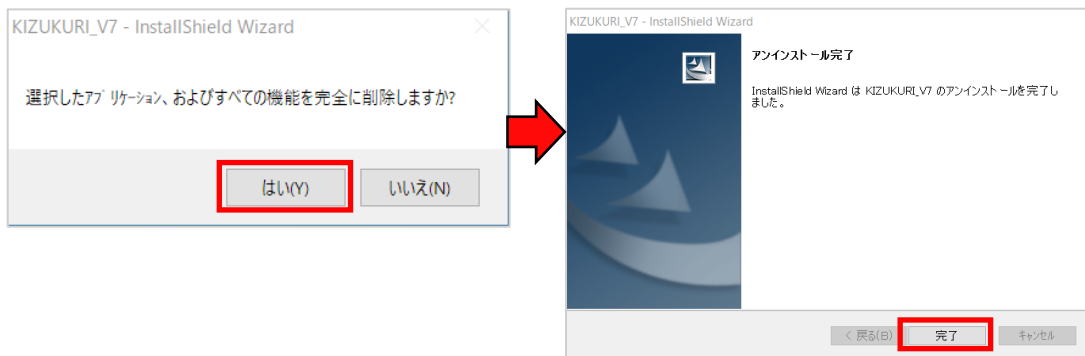 KIZUKURI_V7 - InstallShield Wizard
選択したｱﾌﾟﾘｹｰｼｮﾝ、およびすべての機能を完全に削除しますか?
はい(Y)
いいえ(N)
KIZUKURI_V7 - InstallShield Wizard
アンインストール完了
InstallShield Wizard は KIZUKURI_V7 のアンインストールを完了し
ました。
< 戻る(B)
完了
キャンセル